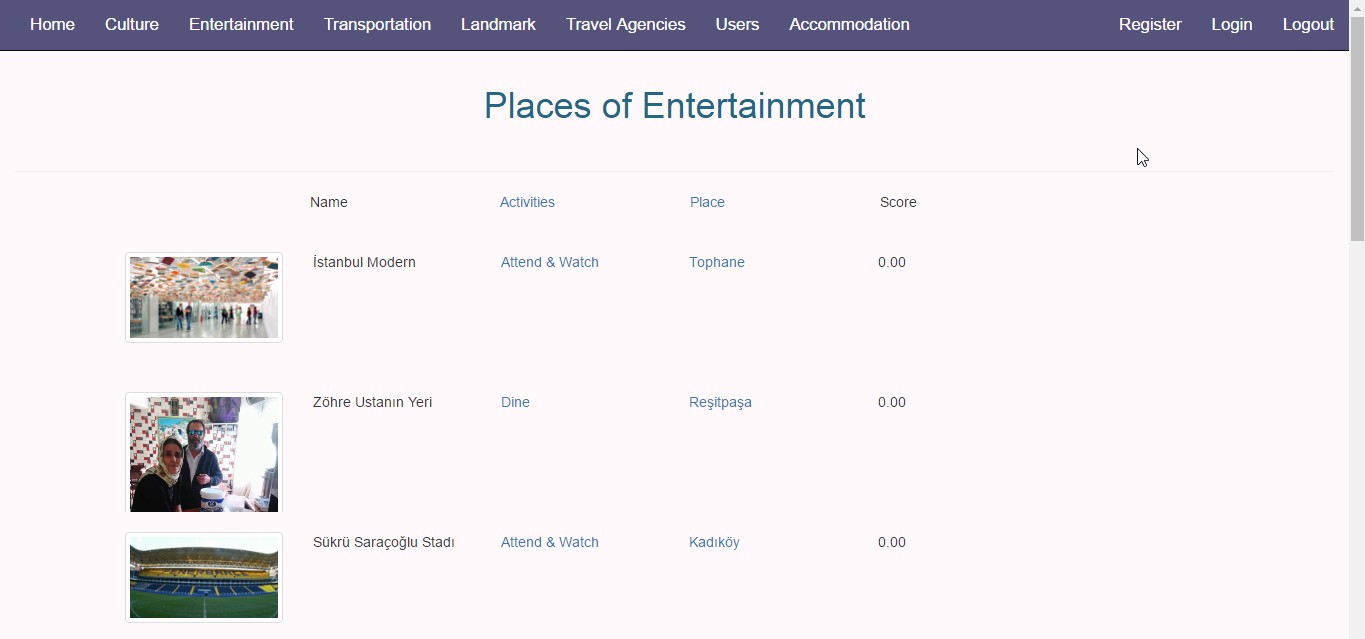 Home Culture Entertainment Transportation Landmark Travel Agencies Users Accommodation Register Login Logout
Places of Entertainment
Name Activities Place Score
İstanbul Modern Attend & Watch Tophane 0.00
Zöhre Ustanın Yeri Dine Reşitpaşa 0.00
Sükrü Saraçoğlu Stadı Attend & Watch Kadıköy 0.00